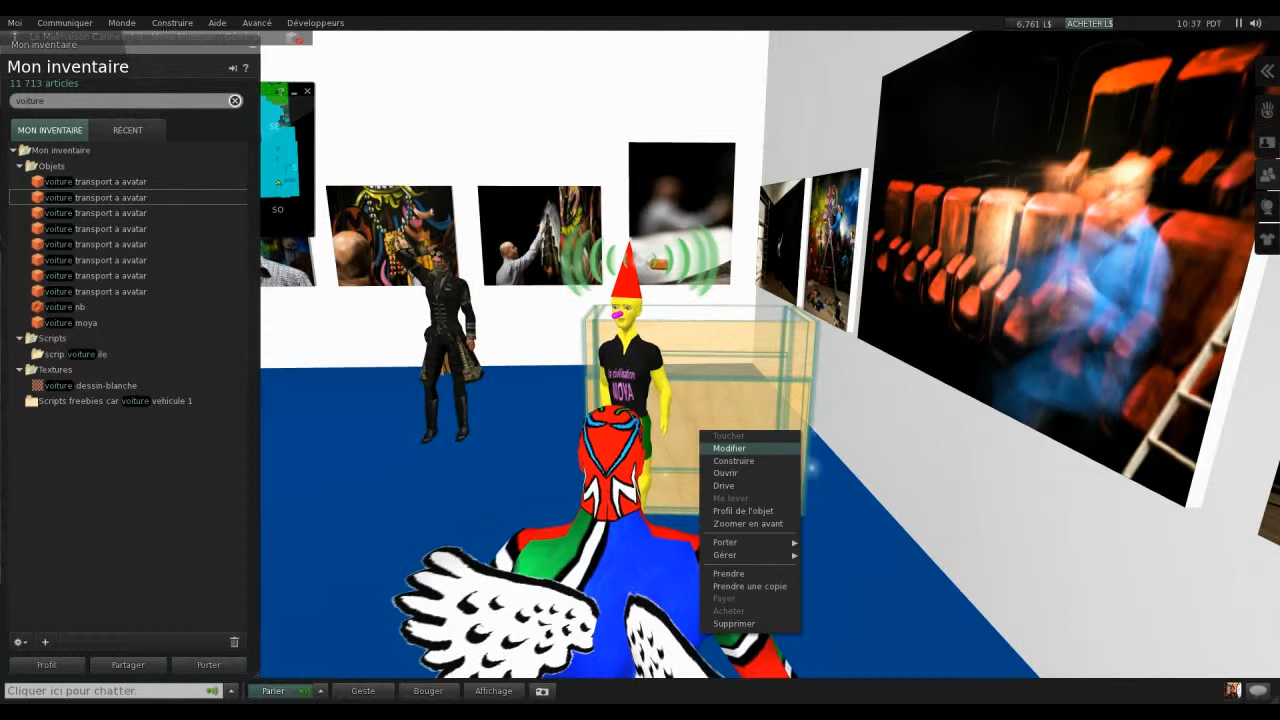 Moi Communiquer Monde Construire Aide Avancé Développeurs 6,761 L$ ACHETER L$ 10:37 PDT
La Malmaison Canne
Mon inventaire
Mon inventaire ?
11 713 articles
voiture
MON INVENTAIRE RÉCENT
Mon inventaire
Objets
voiture transport a avatar
voiture transport a avatar
voiture transport a avatar
voiture transport a avatar
voiture transport a avatar
voiture transport a avatar
voiture transport a avatar
voiture transport a avatar
voiture nb
voiture moya
Scripts
scrip voiture ile
Textures
voiture dessin-blanche
Scripts freebies car voiture vehicule 1
Profil Partager Porter
SE
SO
la civilisation
MOYA
Toucher
Modifier
Construire
Ouvrir
Drive
Me lever
Profil de l'objet
Zoomer en avant
Porter
Gérer
Prendre
Prendre une copie
Payer
Acheter
Supprimer
Cliquer ici pour chatter. Parler Geste Bouger Affichage